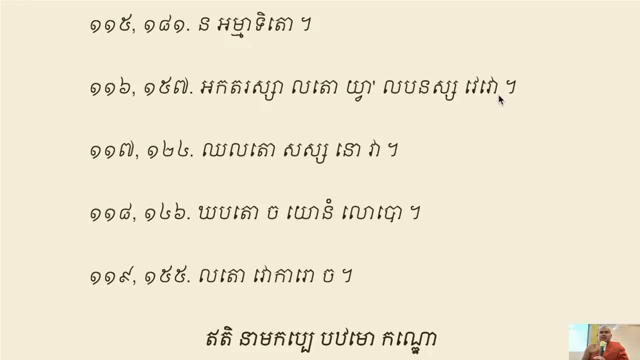 ១១៥, ១៨១. ន អម្មាទិតោ ។
១១៦, ១៥៧. អកតរស្សា លតោ យ្វា' លបនស្ស វេវោ ។
១១៧, ១២៤. ឈលតោ សស្ស នោ វា ។
១១៨, ១៤៦. ឃបតោ ច យោនំ លោបោ ។
១១៩, ១៥៥. លតោ វោការោ ច ។
ឥតិ នាមកប្បេ បឋមោ កណ្ឌោ